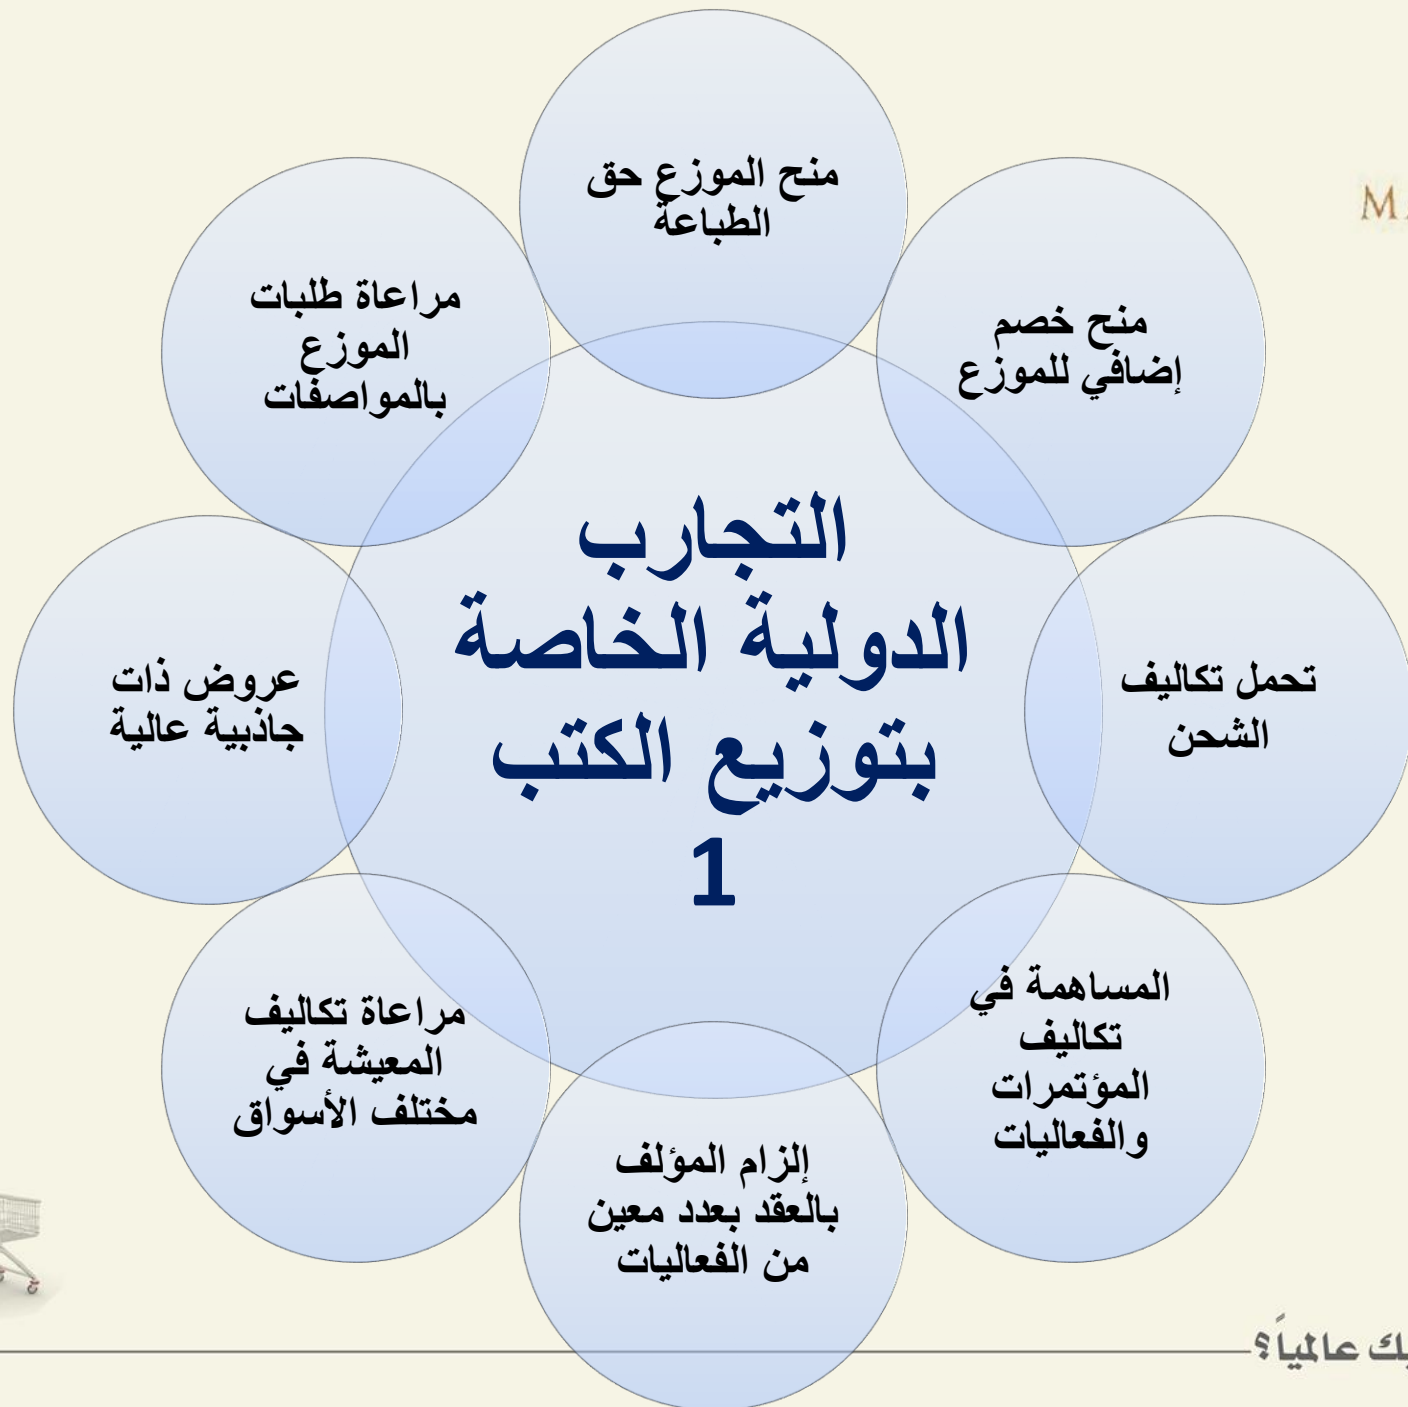 منح الموزع حق
الطباعة
منح خصم
إضافي للموزع
تحمل تكاليف
الشحن
المساهمة في
تكاليف
المؤتمرات
والفعاليات
إلزام المؤلف
بالعقد بعدد معين
من الفعاليات
مراعاة تكاليف
المعيشة في
مختلف الأسواق
عروض ذات
جاذبية عالية
مراعاة طلبات
الموزع
بالمواصفات
التجارب
الدولية الخاصة
بتوزيع الكتب
1
عالمياً؟